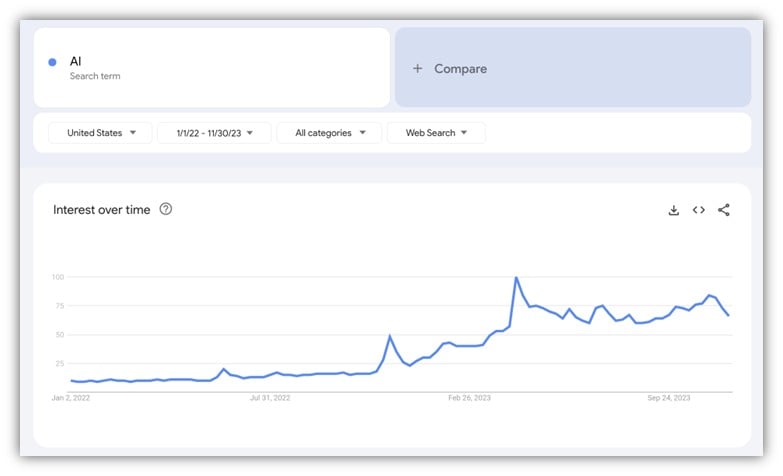 AI
Search term
+ Compare
United States
1/1/22 - 11/30/23
All categories
Web Search
Interest over time
100
75
50
25
Jan 2, 2022
Jul 31, 2022
Feb 26, 2023
Sep 24, 2023